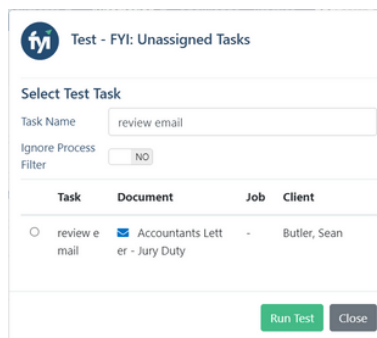 fyi
Test - FYI: Unassigned Tasks
Select Test Task
Task Name
review email
Ignore Process
Filter
NO
Task Document Job Client
review e Accountants Lett - Butler, Sean
mail er - Jury Duty
Run Test Close